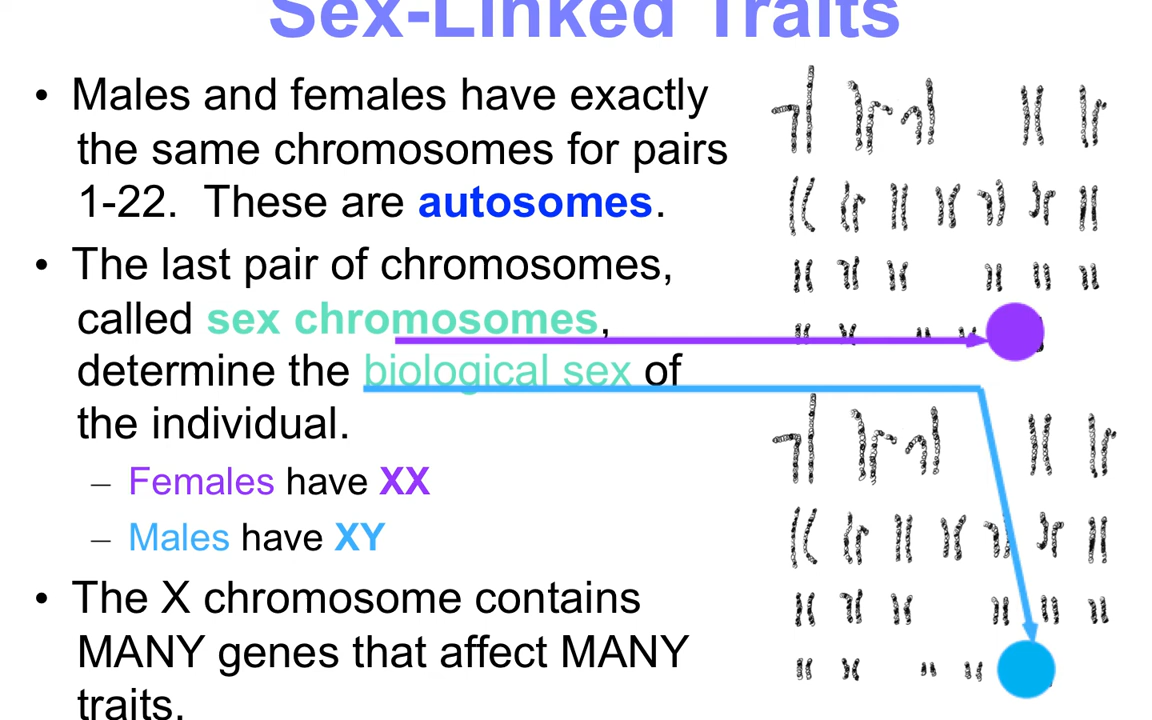 Sex-Linked Traits
• Males and females have exactly
the same chromosomes for pairs
1-22. These are autosomes.
• The last pair of chromosomes,
called sex chromosomes,
determine the biological sex of
the individual.
– Females have XX
– Males have XY
• The X chromosome contains
MANY genes that affect MANY
traits.